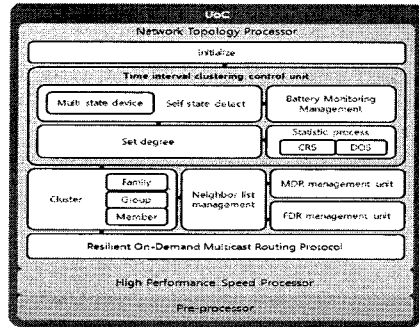 UoC
Network Topology Processor
Initialize
Time interval clustering control unit
Multi state device
Self state detect
Battery Monitoring
Management
Set degree
Statistic process
CRS
DOS
Cluster
Family
Group
Member
Neighbor list
management
MDR management unit
FDR management unit
Resilient On-Demand Multicast Routing Protocol
High Performance Speed Processor
Pre-processor